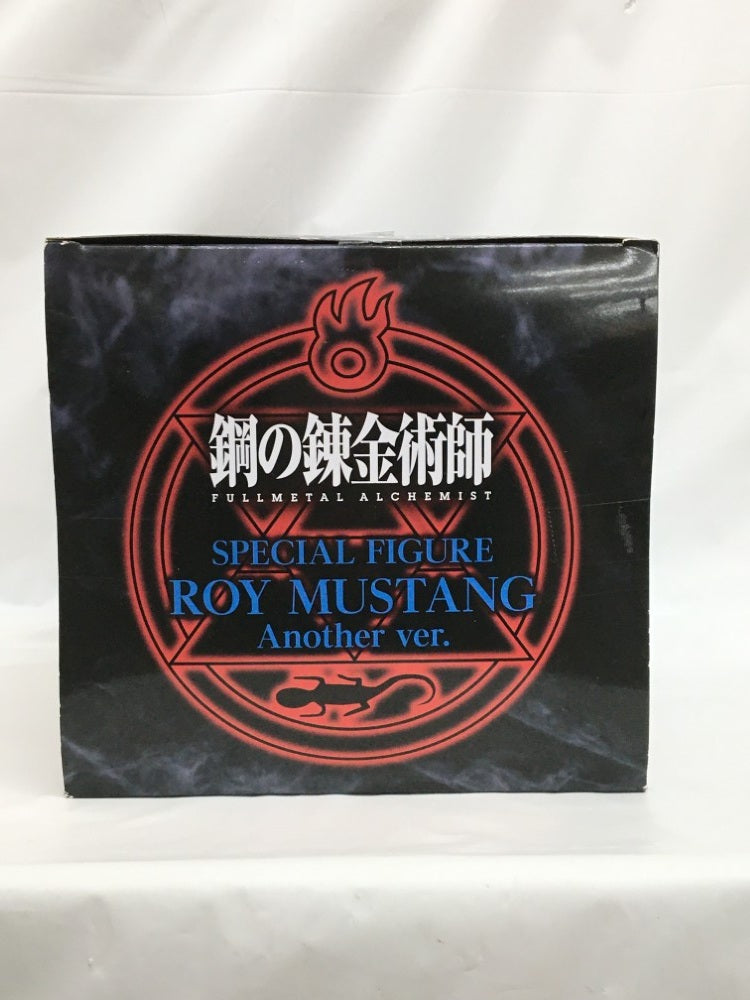 鋼の錬金術師
FULLMETAL ALCHEMIST
SPECIAL FIGURE
ROY MUSTANG
Another ver.